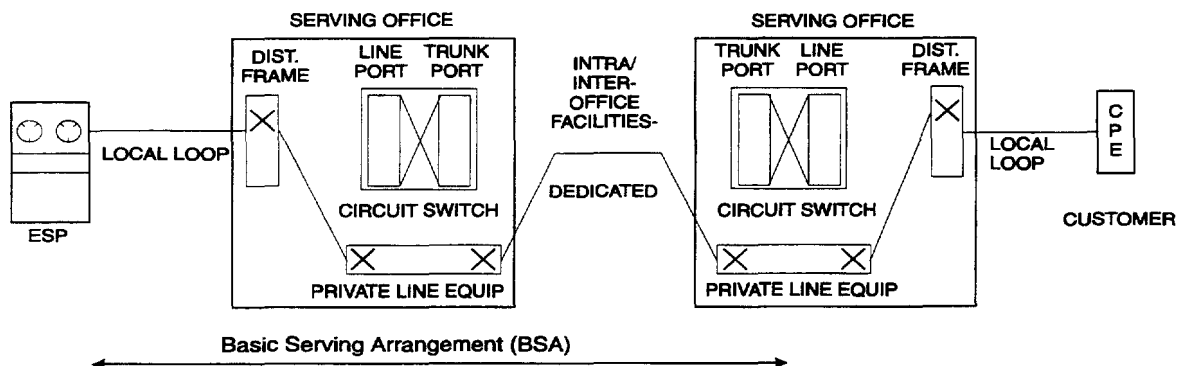 SERVING OFFICE
DIST.
FRAME
LINE
PORT
TRUNK
PORT
LOCAL LOOP
ESP
CIRCUIT SWITCH
PRIVATE LINE EQUIP
INTRA/
INTER-
OFFICE
FACILITIES-
DEDICATED
SERVING OFFICE
TRUNK
PORT
LINE
PORT
DIST.
FRAME
CIRCUIT SWITCH
PRIVATE LINE EQUIP
LOCAL
LOOP
C
P
E
CUSTOMER
Basic Serving Arrangement (BSA)